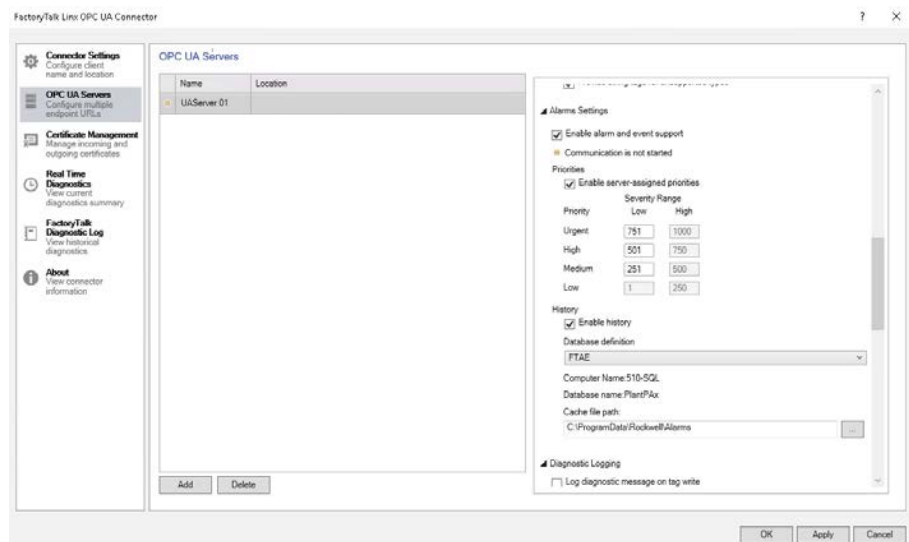 FactoryTalk Linx OPC UA Connector
? ×
Connector Settings
Configure client
name and location
OPC UA Servers
Configure multiple
endpoint URLs
Certificate Management
Manage incoming and
outgoing certificates
Real Time
Diagnostics
View current
diagnostics summary
FactoryTalk
Diagnostic Log
View historical
diagnostics
About
View connector
information
OPC UA Servers
Name Location
UAServer 01
Add Delete
Alarms Settings
Enable alarm and event support
Communication is not started
Priorities
Enable server-assigned priorities
Severity Range
Priority Low High
Urgent 751 1000
High 501 750
Medium 251 500
Low 1 250
History
Enable history
Database definition
FTAE
Computer Name:510-SQL
Database name:PlantPAx
Cache file path:
C:\ProgramData\Rockwell\Alarms
...
Diagnostic Logging
Log diagnostic message on tag write
OK Apply Cancel